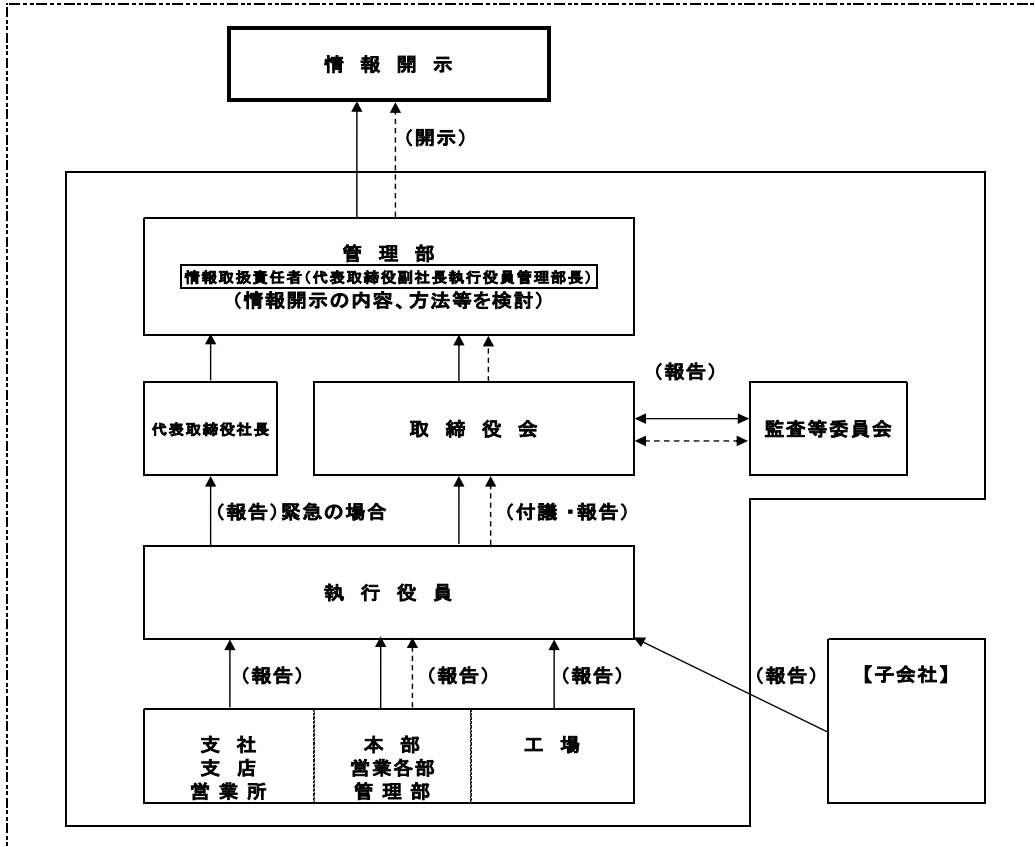 情報開示
（開示）
管理部
情報取扱責任者（代表取締役副社長執行役員管理部長）
（情報開示の内容、方法等を検討）
（報告）
代表取締役社長
取締役会
監査等委員会
（報告）緊急の場合
（付議・報告）
執行役員
（報告）
（報告）
（報告）
（報告）
【子会社】
支社
支店
営業所
本部
営業各部
管理部
工場